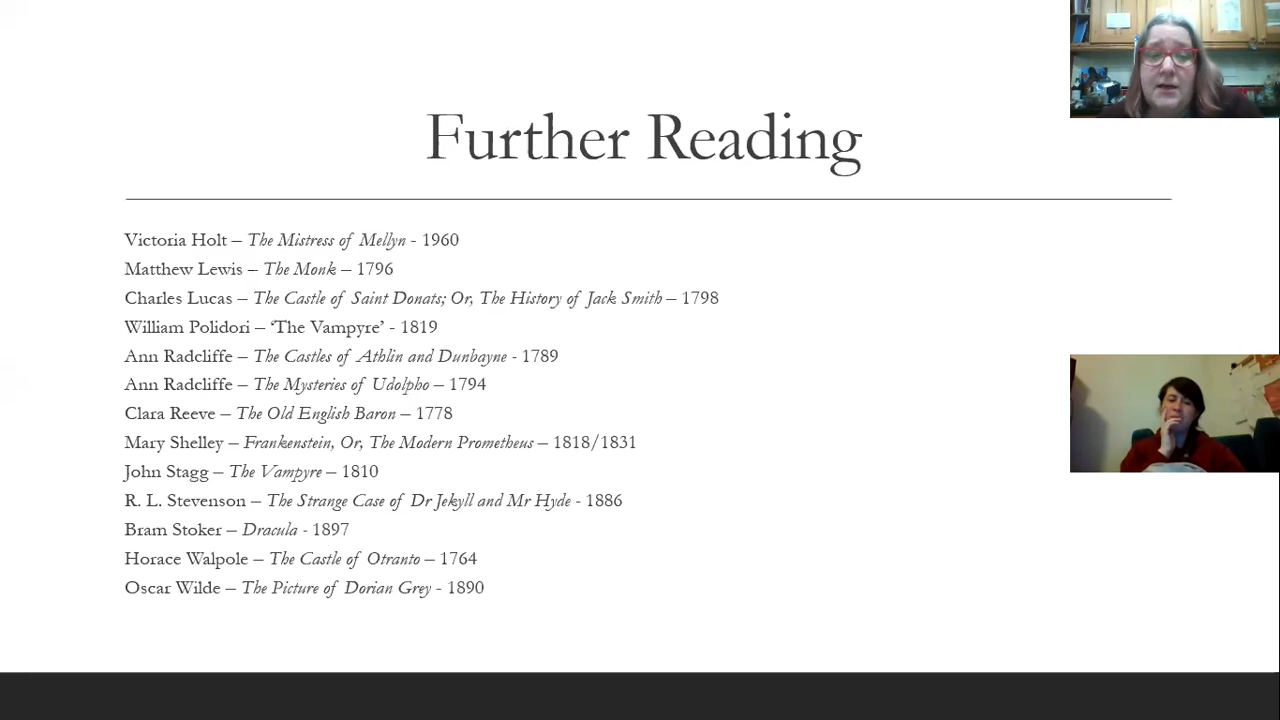 Further Reading
Victoria Holt – The Mistress of Mellyn - 1960
Matthew Lewis – The Monk – 1796
Charles Lucas – The Castle of Saint Donats; Or, The History of Jack Smith – 1798
William Polidori – ‘The Vampyre’ - 1819
Ann Radcliffe – The Castles of Athlin and Dunbayne - 1789
Ann Radcliffe – The Mysteries of Udolpho – 1794
Clara Reeve – The Old English Baron – 1778
Mary Shelley – Frankenstein, Or, The Modern Prometheus – 1818/1831
John Stagg – The Vampyre – 1810
R. L. Stevenson – The Strange Case of Dr Jekyll and Mr Hyde - 1886
Bram Stoker – Dracula - 1897
Horace Walpole – The Castle of Otranto – 1764
Oscar Wilde – The Picture of Dorian Grey - 1890